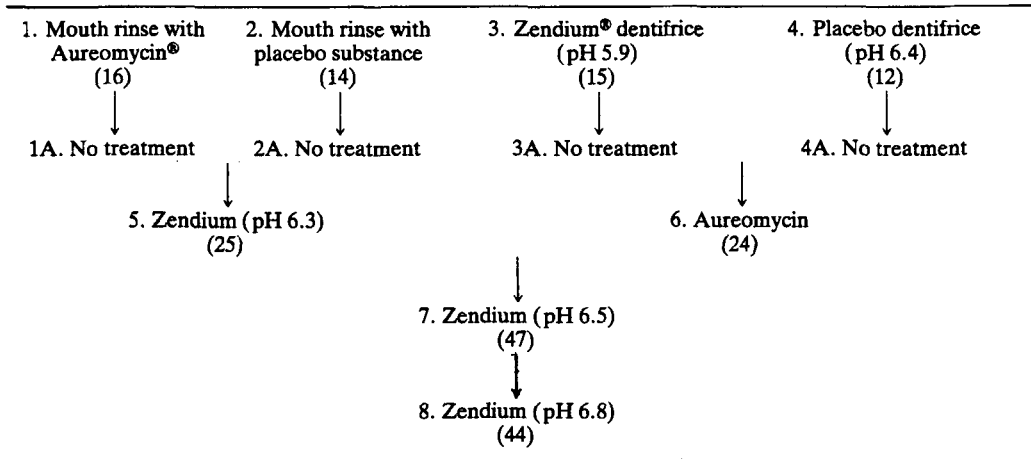 1. Mouth rinse with Aureomycin®
(16)
2. Mouth rinse with placebo substance
(14)
3. Zendium® dentifrice
(pH 5.9)
(15)
4. Placebo dentifrice
(pH 6.4)
(12)
1A. No treatment
2A. No treatment
3A. No treatment
4A. No treatment
5. Zendium (pH 6.3)
(25)
6. Aureomycin
(24)
7. Zendium (pH 6.5)
(47)
8. Zendium (pH 6.8)
(44)